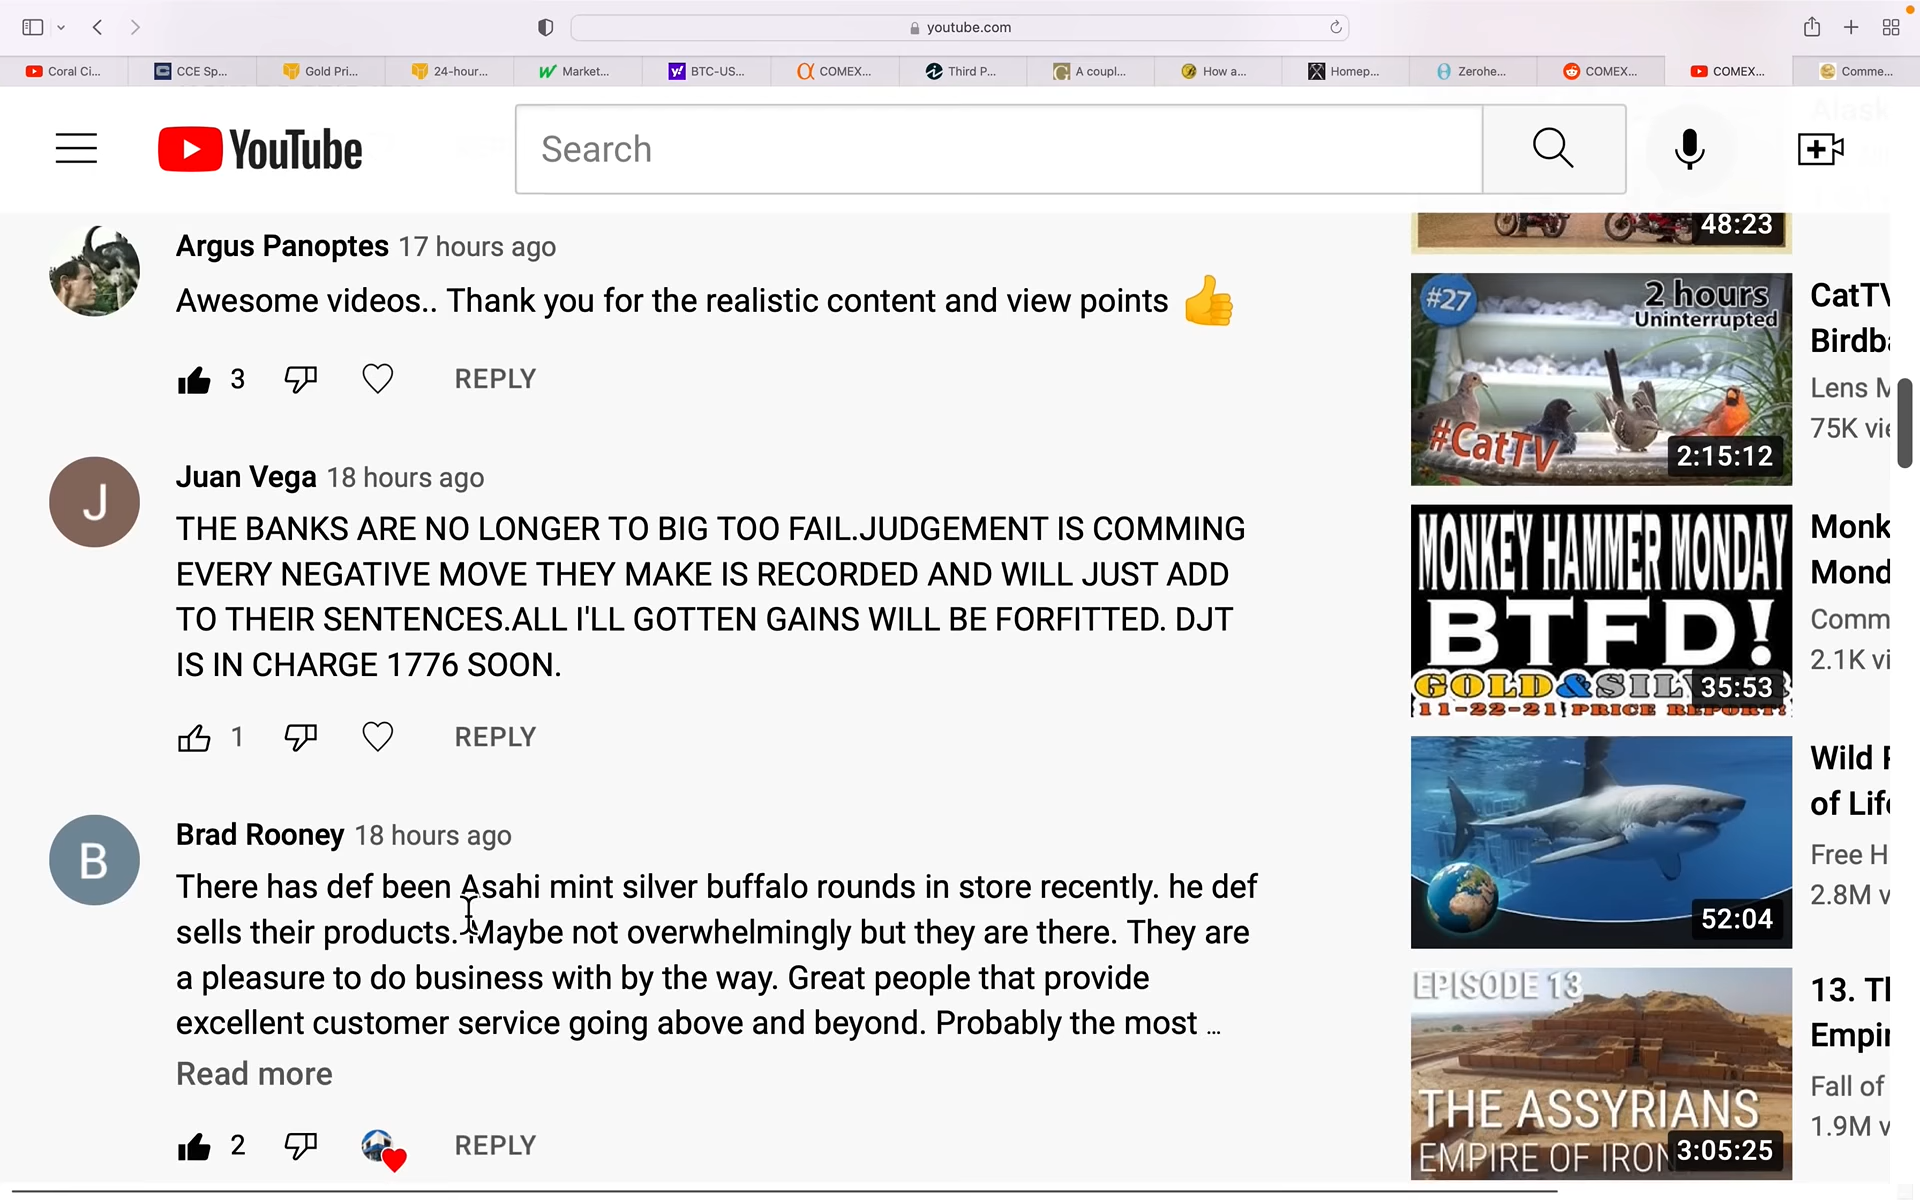 youtube.com
Coral Ci...
CCE Sp...
Gold Pri...
24-hour...
Market...
BTC-US...
COMEX...
Third P...
A coupl...
How a...
Homep...
Zerohe...
COMEX...
COMEX...
Comme...
YouTube
Search
Argus Panoptes 17 hours ago
Awesome videos.. Thank you for the realistic content and view points 👍
3 REPLY
J
Juan Vega 18 hours ago
THE BANKS ARE NO LONGER TO BIG TOO FAIL.JUDGEMENT IS COMMING
EVERY NEGATIVE MOVE THEY MAKE IS RECORDED AND WILL JUST ADD
TO THEIR SENTENCES.ALL I'LL GOTTEN GAINS WILL BE FORFITTED. DJT
IS IN CHARGE 1776 SOON.
1 REPLY
B
Brad Rooney 18 hours ago
There has def been Asahi mint silver buffalo rounds in store recently. he def
sells their products. Maybe not overwhelmingly but they are there. They are
a pleasure to do business with by the way. Great people that provide
excellent customer service going above and beyond. Probably the most ...
Read more
2 REPLY
48:23
#27
2 hours
Uninterrupted
#CatTV
2:15:12
CatTV
Birdba
Lens M
75K vie
MONKEY HAMMER MONDAY
BTFD!
GOLD&SIL
35:53
11-22-21 PRICE REPORT!
Monk
Mond
Comm
2.1K vi
52:04
Wild
of Life
Free H
2.8M v
EPISODE 13
THE ASSYRIANS
EMPIRE OF IRON
3:05:25
13. Th
Empir
Fall of
1.9M v